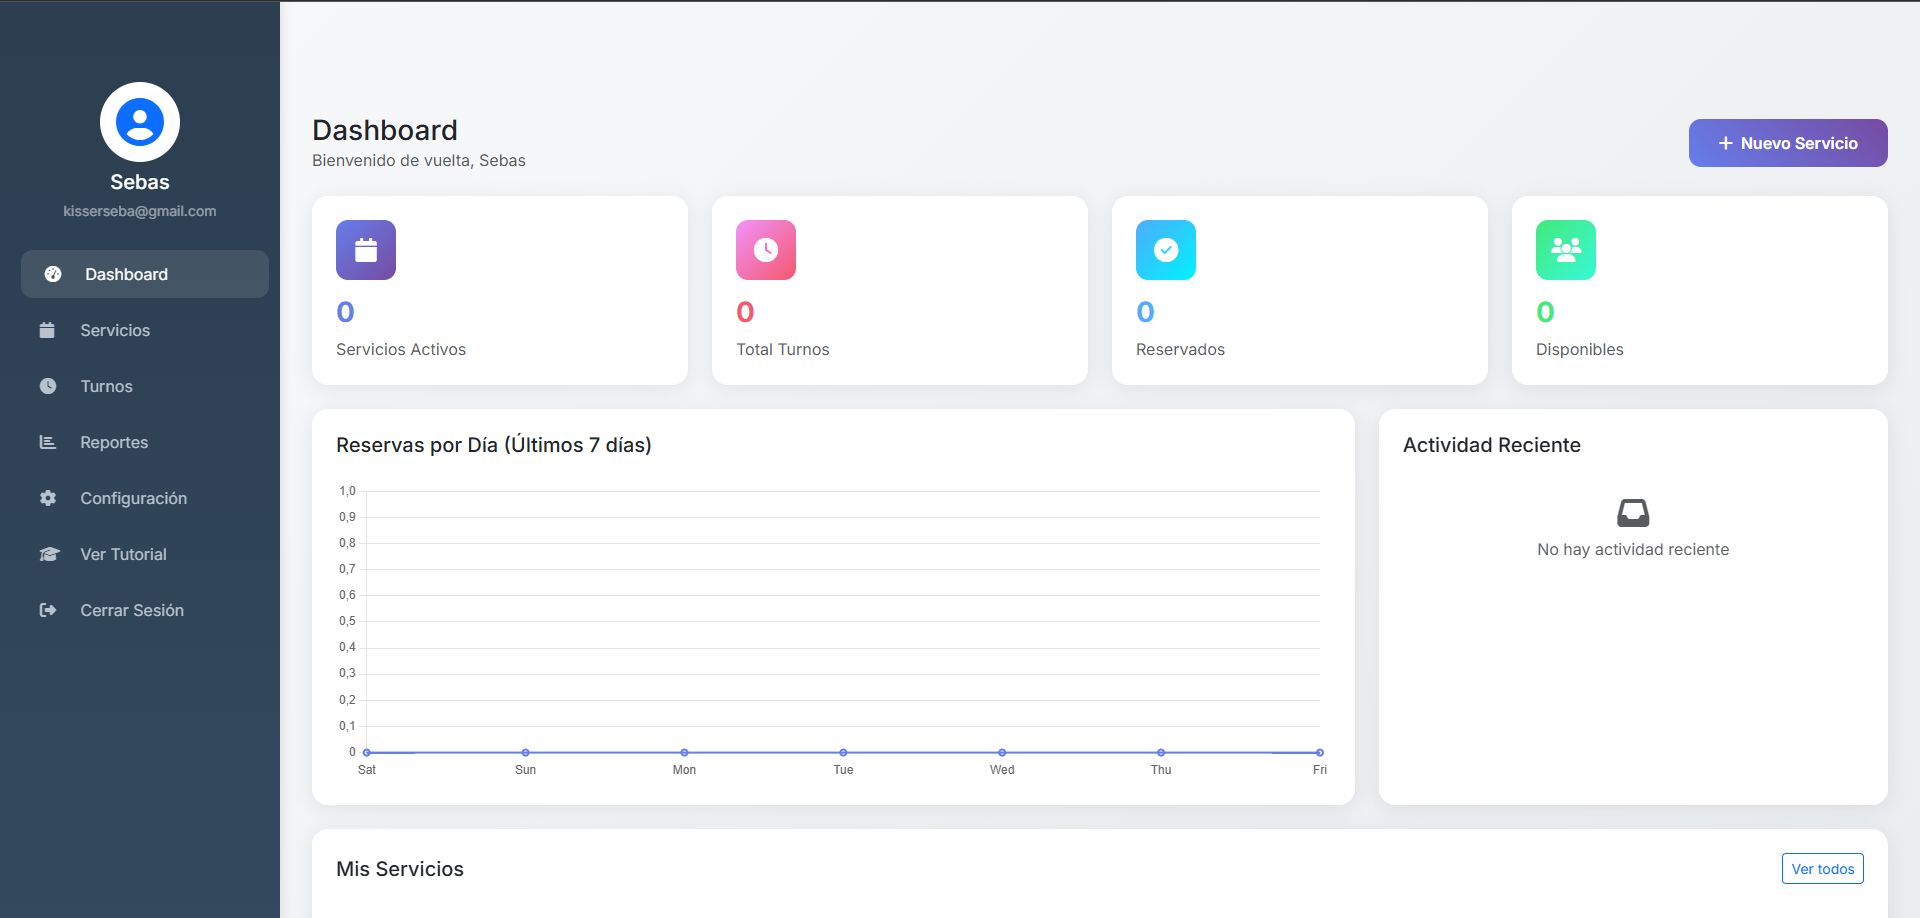 Sebas
kisserseba@gmail.com
Dashboard
Servicios
Turnos
Reportes
Configuración
Ver Tutorial
Cerrar Sesión
Dashboard
Bienvenido de vuelta, Sebas
Nuevo Servicio
0
Servicios Activos
0
Total Turnos
0
Reservados
0
Disponibles
Reservas por Día (Últimos 7 días)
1,0
0,9
0,8
0,7
0,6
0,5
0,4
0,3
0,2
0,1
0
Sat Sun Mon Tue Wed Thu Fri
Actividad Reciente
No hay actividad reciente
Mis Servicios
Ver todos